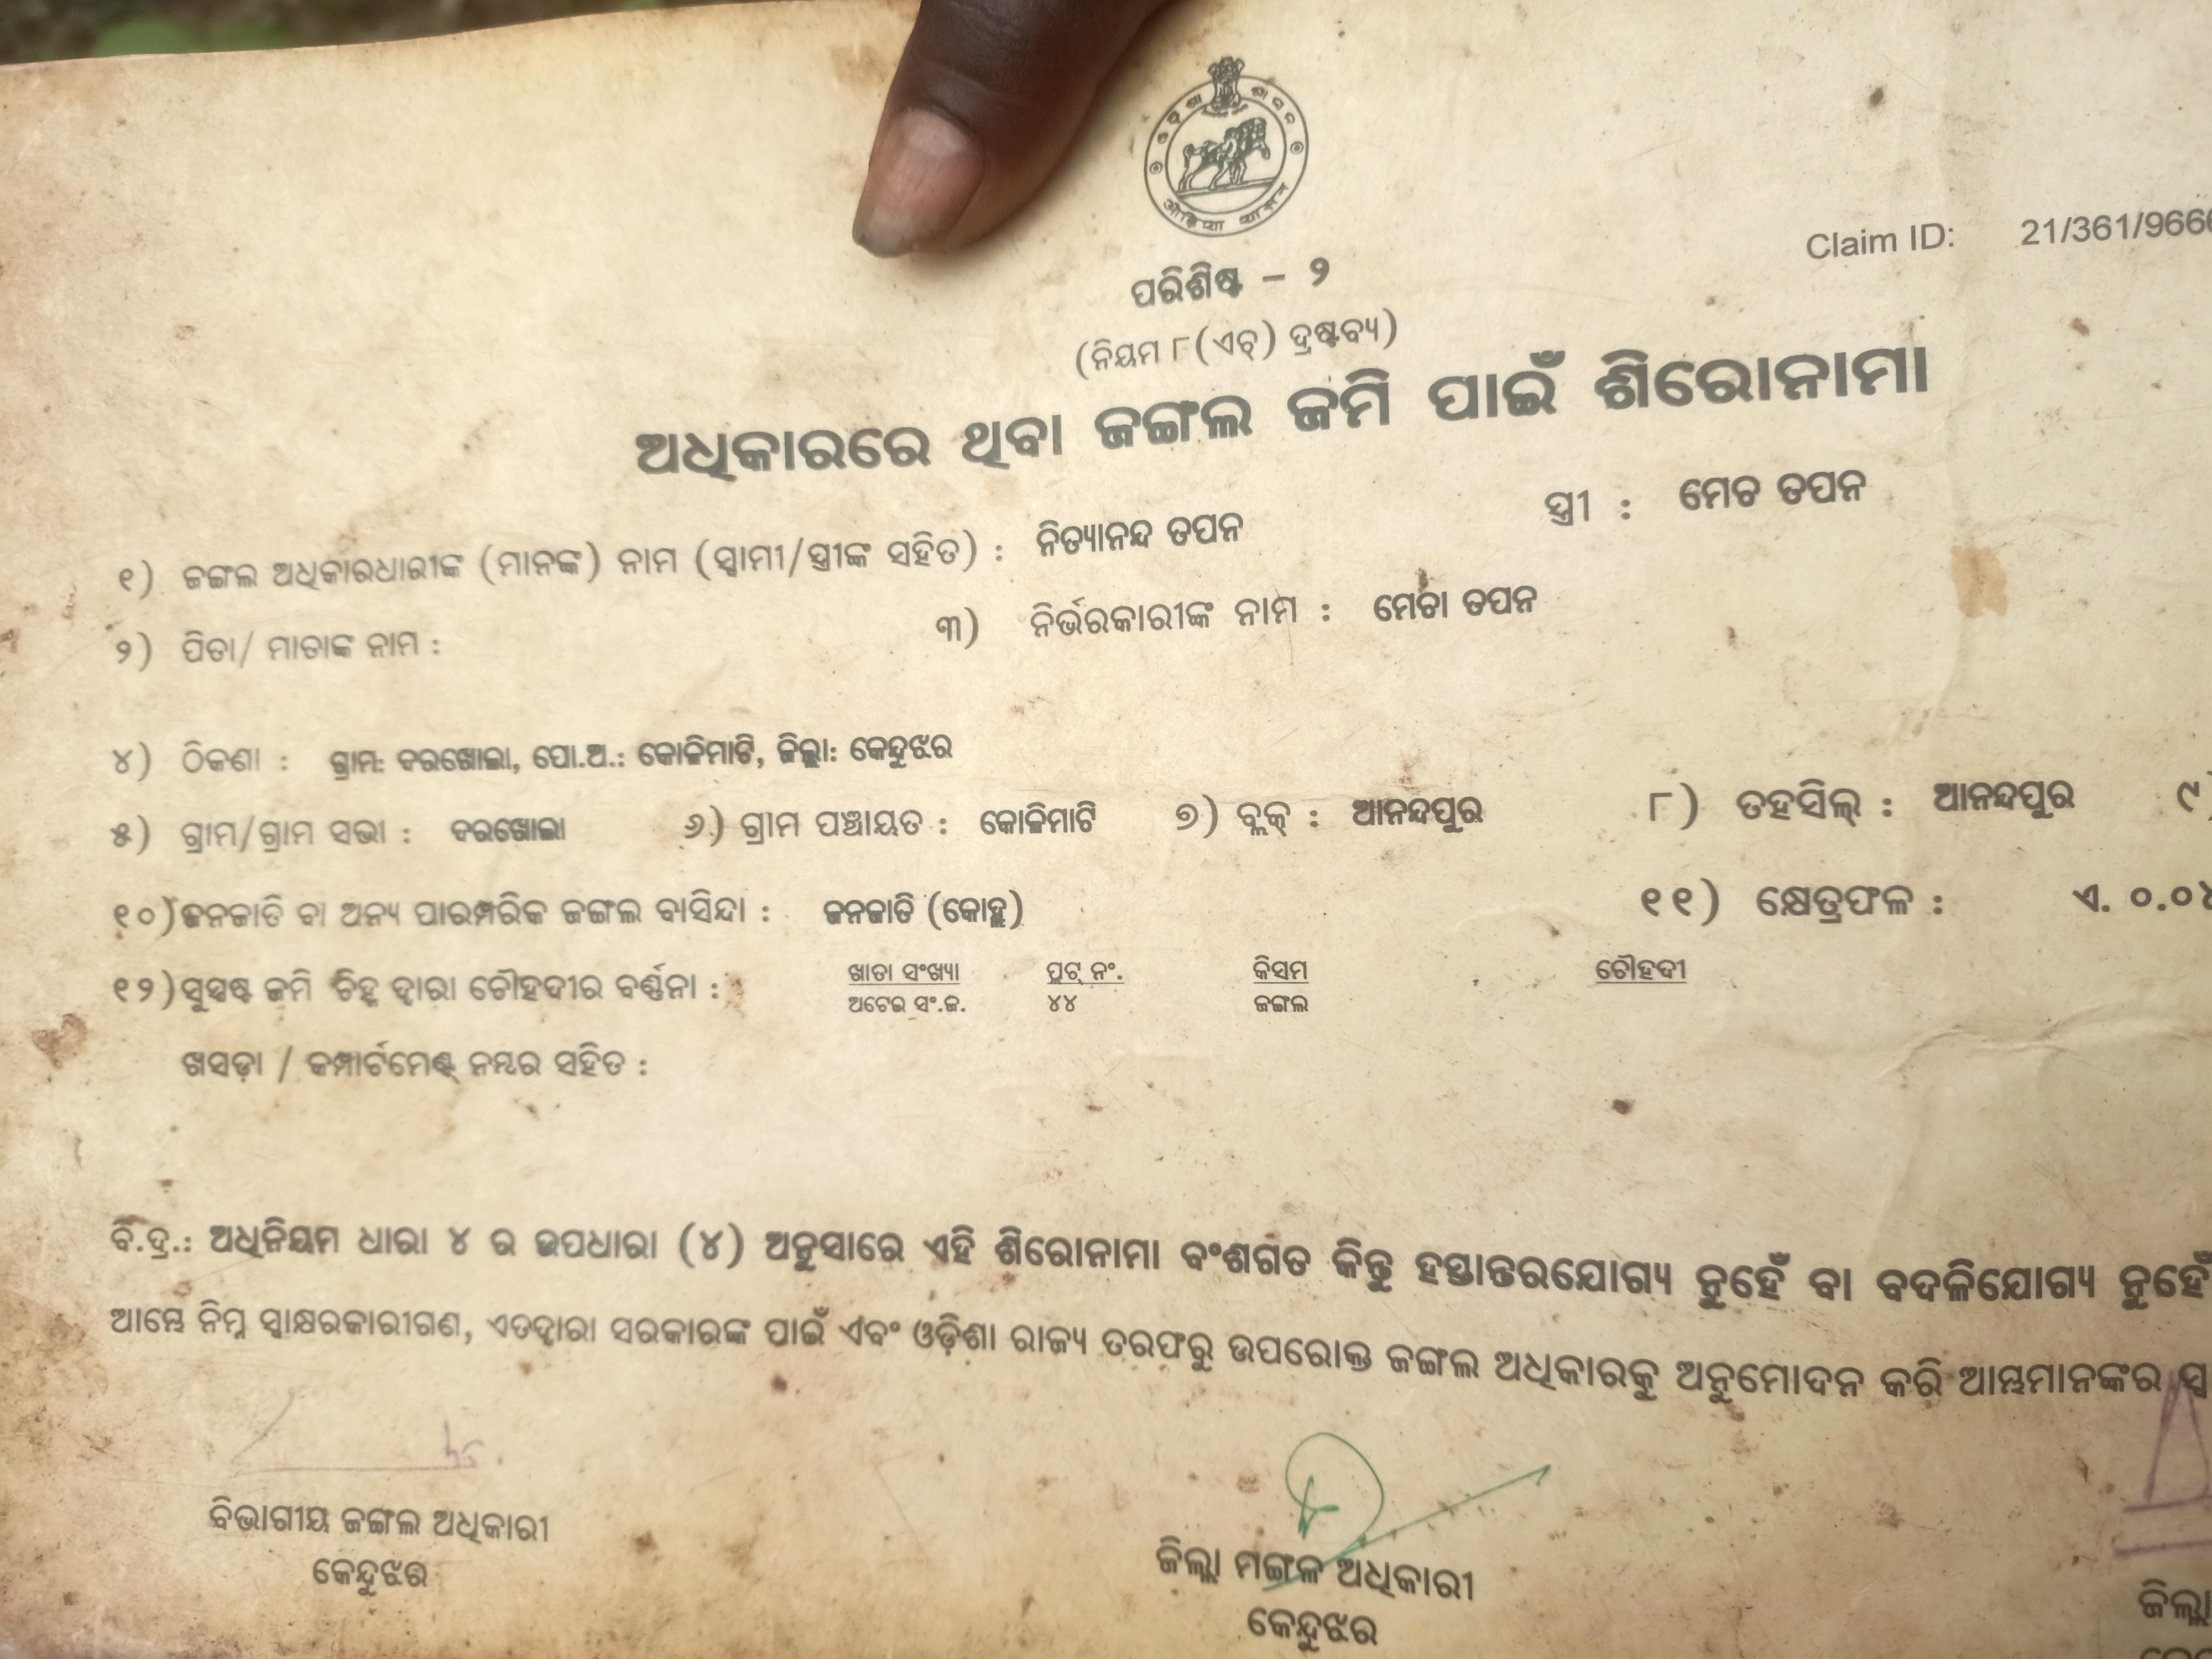 ପରିଶିଷ୍ଟ – ୨
Claim ID: 21/361/966
(ନିୟମ ୮(ଏଚ୍) ଦ୍ରଷ୍ଟବ୍ୟ)
ଅଧିକାରରେ ଥିବା ଜଙ୍ଗଲ ଜମି ପାଇଁ ଶିରୋନାମା
୧) ଜଙ୍ଗଲ ଅଧିକାରଧାରୀଙ୍କ (ମାନଙ୍କ) ନାମ (ସ୍ୱାମୀ/ସ୍ତ୍ରୀଙ୍କ ସହିତ) : ନିତ୍ୟାନନ୍ଦ ତପନ ସ୍ତ୍ରୀ : ମେଚ ତପନ
୨) ପିତା/ ମାତାଙ୍କ ନାମ : ୩) ନିର୍ଭରକାରୀଙ୍କ ନାମ : ମେଚା ତପନ
୪) ଠିକଣା : ଗ୍ରାମ: ବରଖୋଲା, ପୋ.ଅ.: କୋଳିମାଟି, ଜିଲ୍ଲା: କେନ୍ଦୁଝର
୫) ଗ୍ରାମ/ଗ୍ରାମ ସଭା : ବରଖୋଲା ୬) ଗ୍ରାମ ପଞ୍ଚାୟତ : କୋଳିମାଟି ୭) ବ୍ଲକ୍ : ଆନନ୍ଦପୁର ୮) ତହସିଲ୍ : ଆନନ୍ଦପୁର ୯)
୧୦) ଜନଜାତି ବା ଅନ୍ୟ ପାରମ୍ପରିକ ଜଙ୍ଗଲ ବାସିନ୍ଦା : ଜନଜାତି (କୋହ୍ଲ) ୧୧) କ୍ଷେତ୍ରଫଳ : ଏ. ୦.୦୪
୧୨) ସୁସ୍ପଷ୍ଟ ଜମି ଚିହ୍ନ ଦ୍ୱାରା ଚୌହଦ୍ଦୀର ବର୍ଣ୍ଣନା : ଖାତା ସଂଖ୍ୟା ପ୍ଲଟ୍ ନଂ. କିସମ ଚୌହଦୀ
ଅଟେଇ ସଂ.ଜ. ୪୪ ଜଙ୍ଗଲ
ଖସଡ଼ା / କମ୍ପାର୍ଟମେଣ୍ଟ୍ ନମ୍ବର ସହିତ :
ବି.ଦ୍ର.: ଅଧିନିୟମ ଧାରା ୪ ର ଉପଧାରା (୪) ଅନୁସାରେ ଏହି ଶିରୋନାମା ବଂଶଗତ କିନ୍ତୁ ହସ୍ତାନ୍ତରଯୋଗ୍ୟ ନୁହେଁ ବା ବଦଳିଯୋଗ୍ୟ ନୁହେଁ
ଆମ୍ଭେ ନିମ୍ନ ସ୍ୱାକ୍ଷରକାରୀଗଣ, ଏତଦ୍ୱାରା ସରକାରଙ୍କ ପାଇଁ ଏବଂ ଓଡ଼ିଶା ରାଜ୍ୟ ତରଫରୁ ଉପରୋକ୍ତ ଜଙ୍ଗଲ ଅଧିକାରକୁ ଅନୁମୋଦନ କରି ଆମ୍ଭମାନଙ୍କର
ବିଭାଗୀୟ ଜଙ୍ଗଲ ଅଧିକାରୀ
କେନ୍ଦୁଝର
ଜିଲ୍ଲା ମଙ୍ଗଳ ଅଧିକାରୀ
କେନ୍ଦୁଝର
ଜିଲ୍ଲା